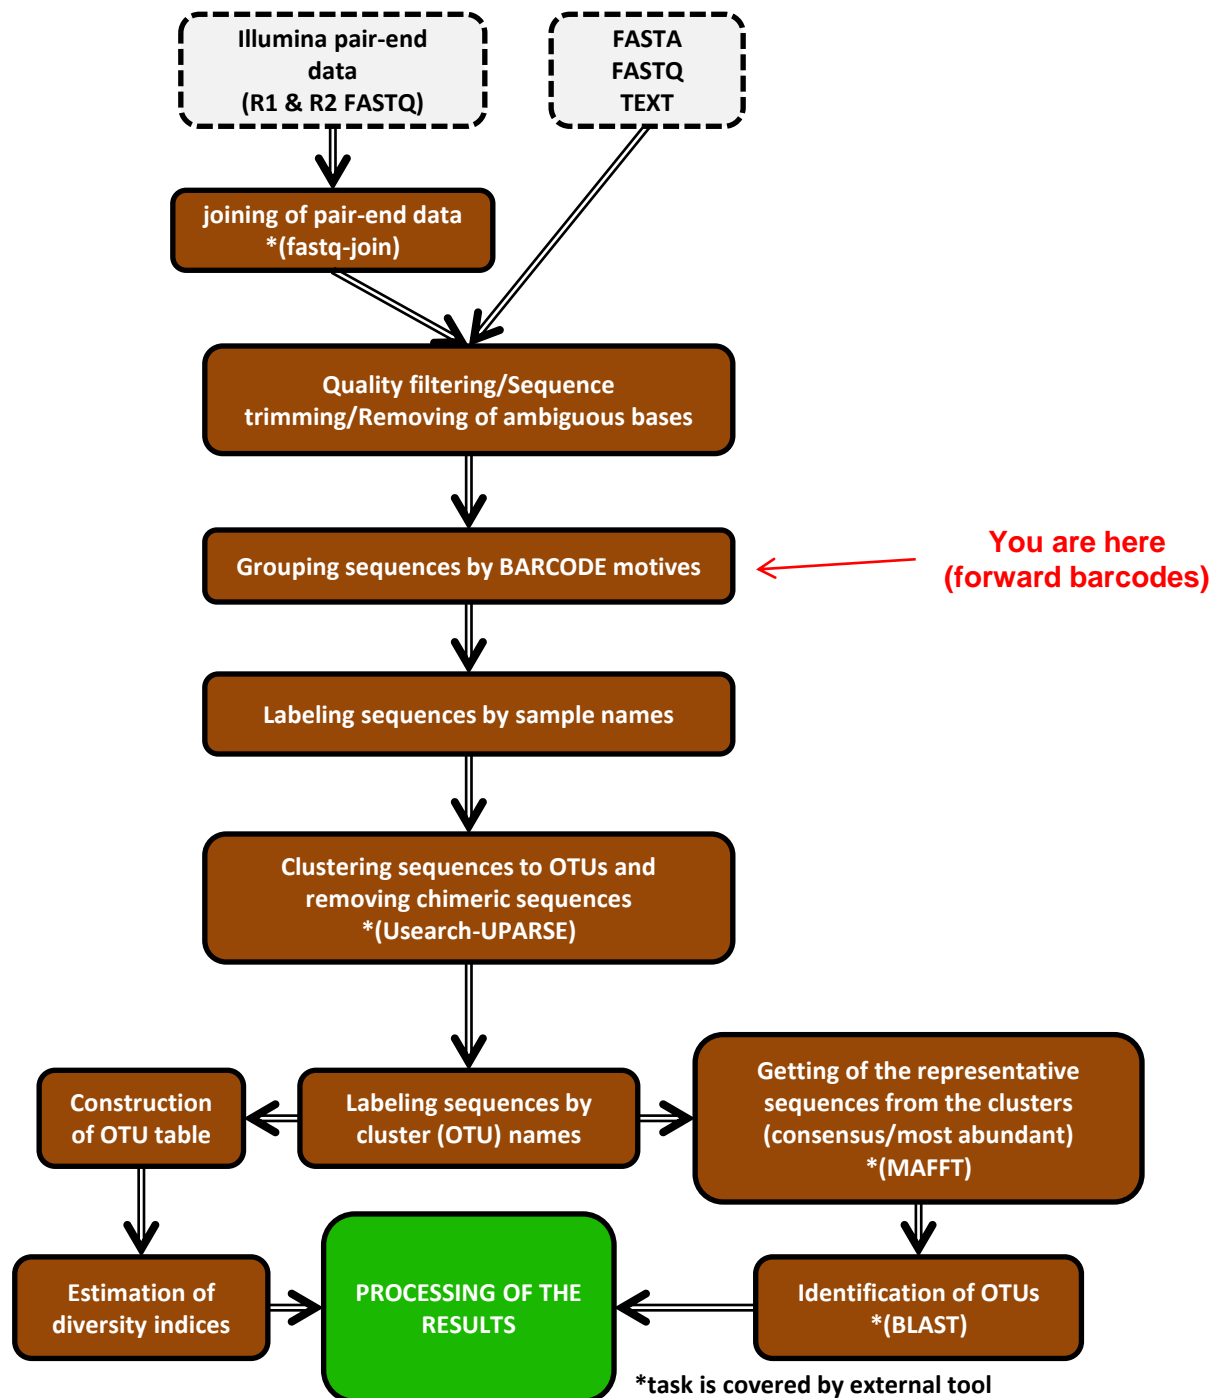 Illumina pair-end
data
(R1 & R2 FASTQ)
FASTA
FASTQ
TEXT
joining of pair-end data
*(fastq-join)
Quality filtering/Sequence
trimming/Removing of ambiguous bases
Grouping sequences by BARCODE motives
You are here
(forward barcodes)
Labeling sequences by sample names
Clustering sequences to OTUs and
removing chimeric sequences
*(Usearch-UPARSE)
Construction
of OTU table
Labeling sequences by
cluster (OTU) names
Getting of the representative
sequences from the clusters
(consensus/most abundant)
*(MAFFT)
Estimation of
diversity indices
PROCESSING OF THE
RESULTS
Identification of OTUs
*(BLAST)
*task is covered by external tool